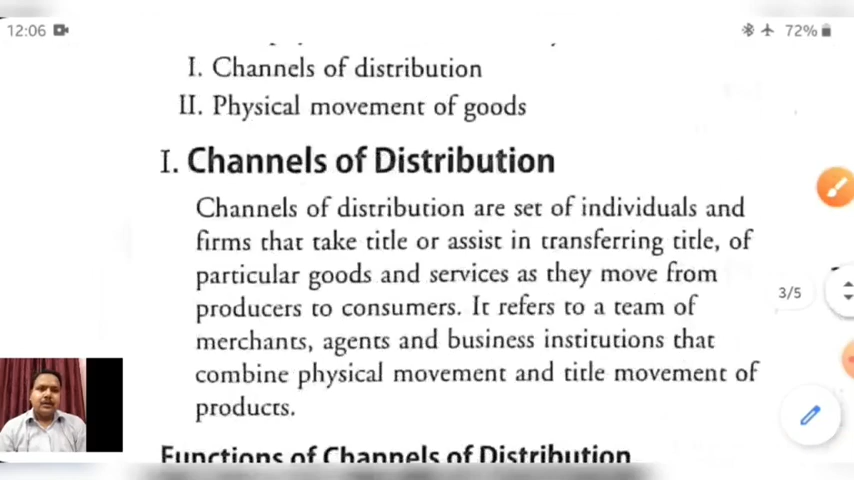 12:06
72%
I. Channels of distribution
II. Physical movement of goods
I. Channels of Distribution
Channels of distribution are set of individuals and
firms that take title or assist in transferring title, of
particular goods and services as they move from
producers to consumers. It refers to a team of
merchants, agents and business institutions that
combine physical movement and title movement of
products.
3/5
Functions of Channels of Distribution